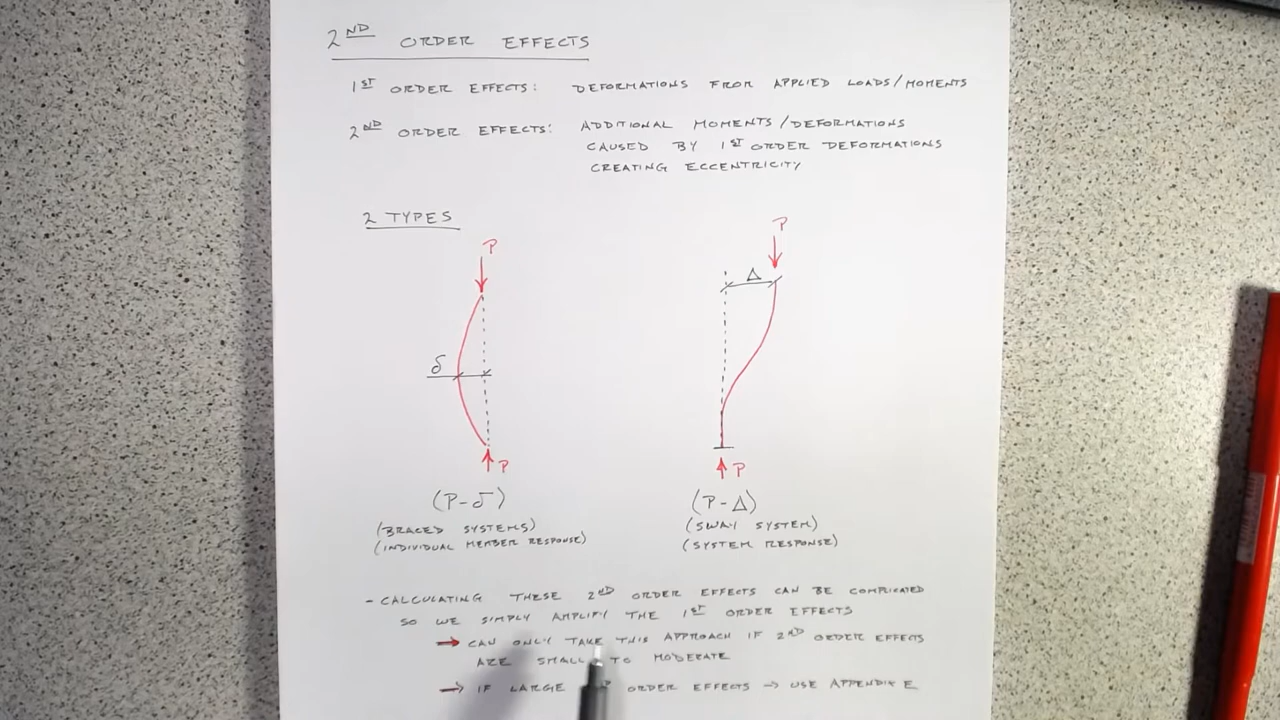 2ND ORDER EFFECTS
1ST ORDER EFFECTS: DEFORMATIONS FROM APPLIED LOADS/MOMENTS
2ND ORDER EFFECTS: ADDITIONAL MOMENTS/DEFORMATIONS
CAUSED BY 1ST ORDER DEFORMATIONS
CREATING ECCENTRICITY
2 TYPES
P
δ
P
(P-δ)
(BRACED SYSTEMS)
(INDIVIDUAL MEMBER RESPONSE)
P
Δ
P
(P-Δ)
(SWAY SYSTEM)
(SYSTEM RESPONSE)
- CALCULATING THESE 2ND ORDER EFFECTS CAN BE COMPLICATED
SO WE SIMPLY AMPLIFY THE 1ST ORDER EFFECTS
→ CAN ONLY TAKE THIS APPROACH IF 2ND ORDER EFFECTS
ARE SMALL TO MODERATE
→ IF LARGE ORDER EFFECTS → USE APPENDIX E